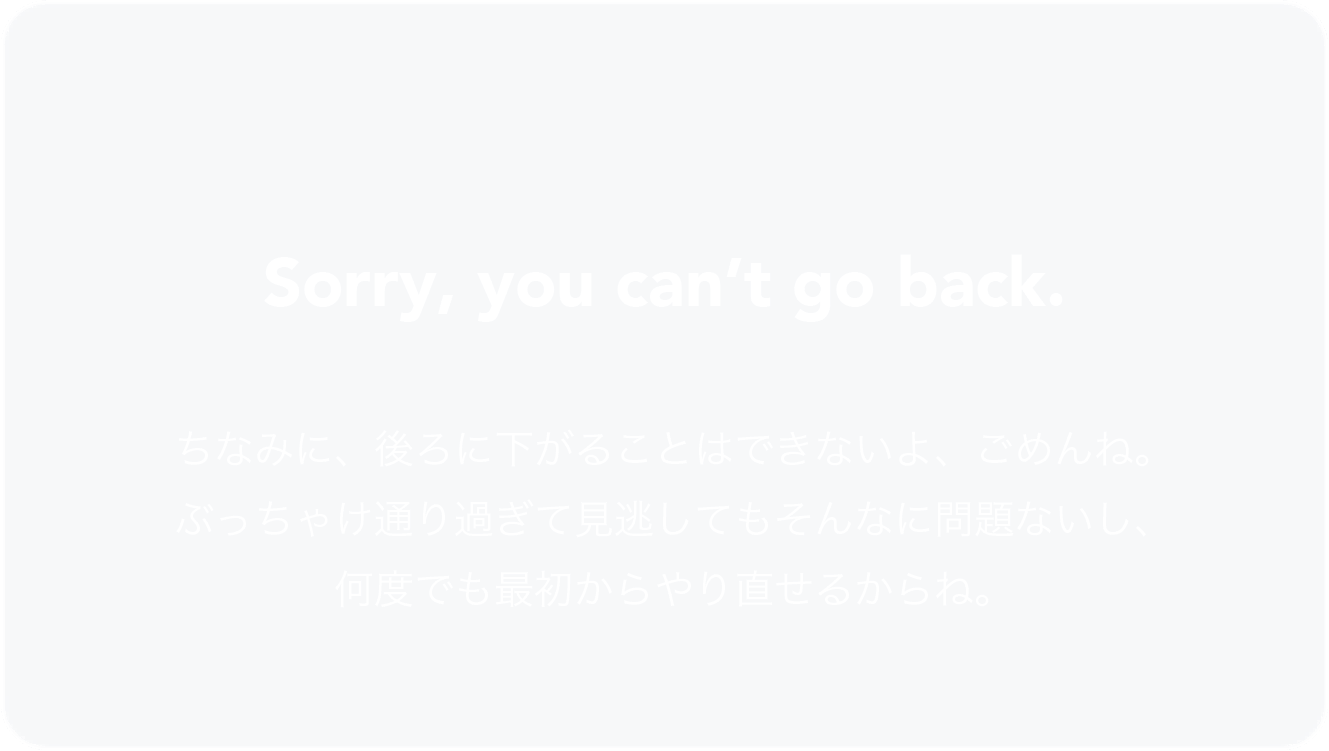 Sorry, you can’t go back.
ちなみに、後ろに下がることはできないよ、ごめんね。
ぶっちゃけ通り過ぎて見逃してもそんなに問題ないし、
何度でも最初からやり直せるからね。